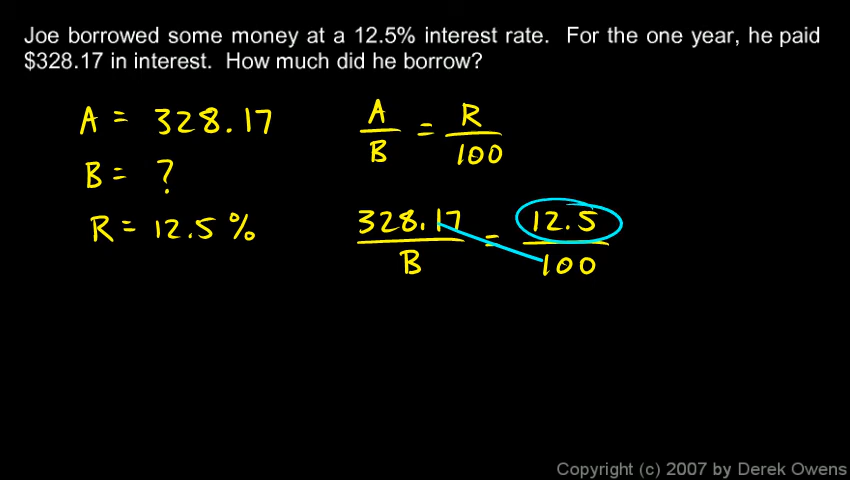 Joe borrowed some money at a 12.5% interest rate.  For the one year, he paid
$328.17 in interest.  How much did he borrow?
A = 328.17
B = ?
R = 12.5 %
A/B = R/100
328.17/B = 12.5/100
Copyright (c) 2007 by Derek Owens